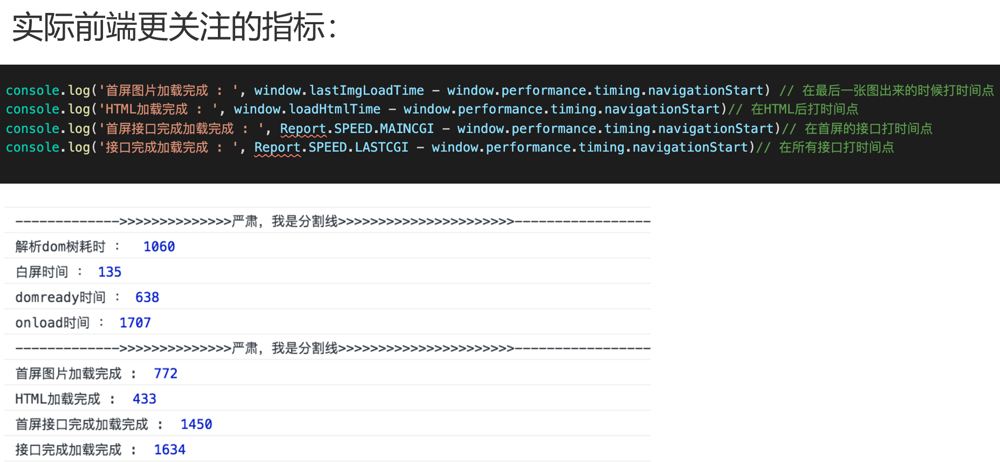 实际前端更关注的指标：
console.log('首屏图片加载完成 : ', window.lastImgLoadTime - window.performance.timing.navigationStart) // 在最后一张图出来的时候打时间点
console.log('HTML加载完成 : ', window.loadHtmlTime - window.performance.timing.navigationStart)// 在HTML后打时间点
console.log('首屏接口完成加载完成 : ', Report.SPEED.MAINCGI - window.performance.timing.navigationStart)// 在首屏的接口打时间点
console.log('接口完成加载完成 : ', Report.SPEED.LASTCGI - window.performance.timing.navigationStart)// 在所有接口打时间点
------------->>>>>>>>>>>>>>严肃，我是分割线>>>>>>>>>>>>>>>>>>>>>>-----------------
解析dom树耗时 :  1060
白屏时间 :  135
domready时间 :  638
onload时间 :  1707
------------->>>>>>>>>>>>>>严肃，我是分割线>>>>>>>>>>>>>>>>>>>>>>-----------------
首屏图片加载完成 :  772
HTML加载完成 :  433
首屏接口完成加载完成 :  1450
接口完成加载完成 :  1634